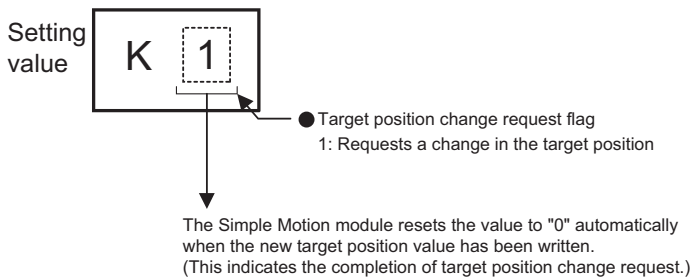 Setting
value
K 1
● Target position change request flag
1: Requests a change in the target position
The Simple Motion module resets the value to "0" automatically
when the new target position value has been written.
(This indicates the completion of target position change request.)